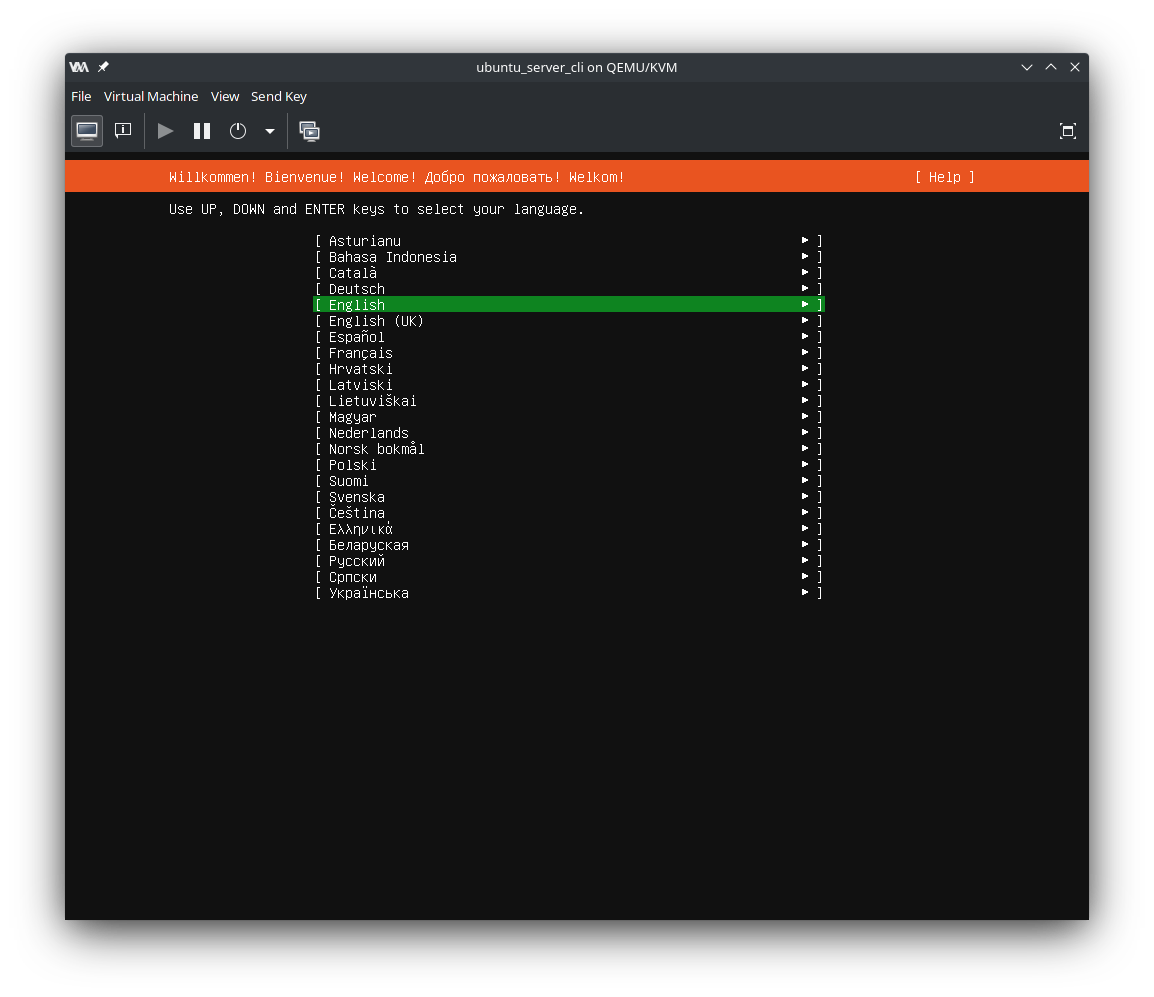 ubuntu_server_cli on QEMU/KVM
File Virtual Machine View Send Key
Willkommen! Bienvenue! Welcome! Добро пожаловать! Welkom! [ Help ]
Use UP, DOWN and ENTER keys to select your language.
[ Asturianu ► ]
[ Bahasa Indonesia ► ]
[ Català ► ]
[ Deutsch ► ]
[ English ► ]
[ English (UK) ► ]
[ Español ► ]
[ Français ► ]
[ Hrvatski ► ]
[ Latviski ► ]
[ Lietuviškai ► ]
[ Magyar ► ]
[ Nederlands ► ]
[ Norsk bokmål ► ]
[ Polski ► ]
[ Suomi ► ]
[ Svenska ► ]
[ Čeština ► ]
[ Ελληνικά ► ]
[ Беларуская ► ]
[ Русский ► ]
[ Српски ► ]
[ Українська ► ]